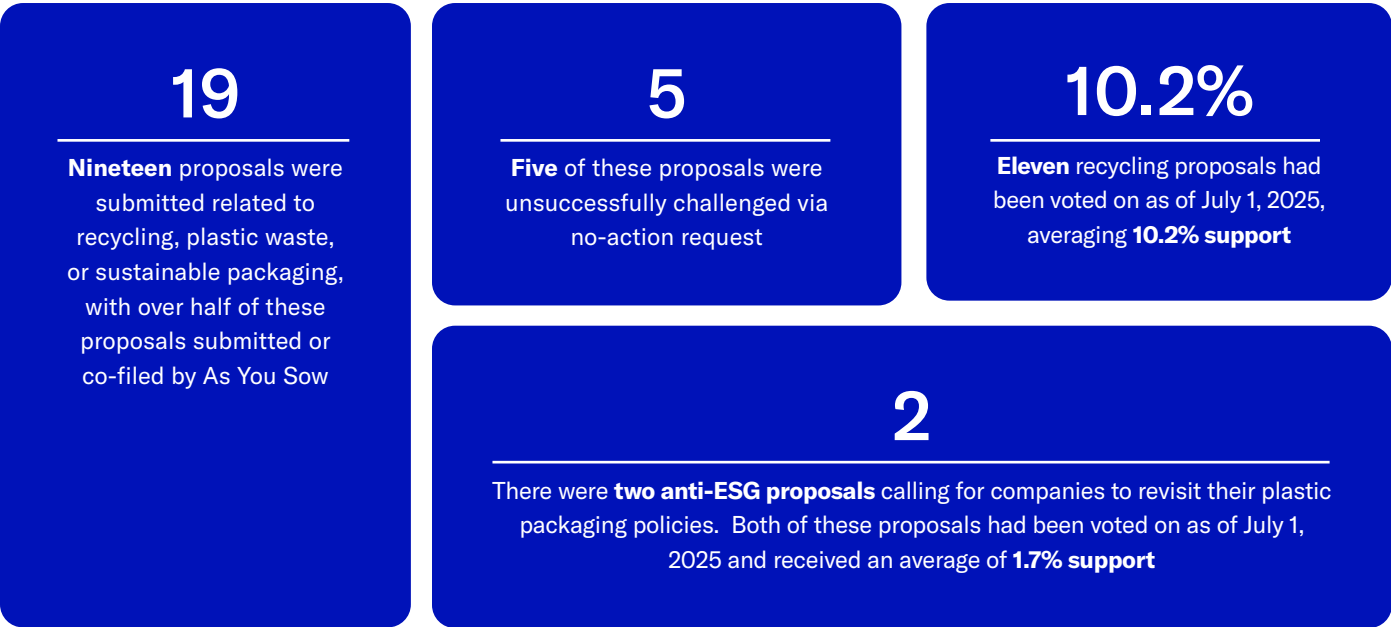 19
Nineteen proposals were
submitted related to
recycling, plastic waste,
or sustainable packaging,
with over half of these
proposals submitted or
co-filed by As You Sow
5
Five of these proposals were
unsuccessfully challenged via
no-action request
10.2%
Eleven recycling proposals had
been voted on as of July 1, 2025,
averaging 10.2% support
2
There were two anti-ESG proposals calling for companies to revisit their plastic
packaging policies.  Both of these proposals had been voted on as of July 1,
2025 and received an average of 1.7% support